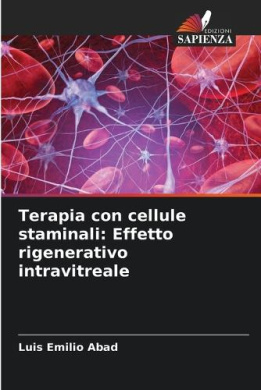 EDIZIONI
SAPIENZA
Terapia con cellule
staminali: Effetto
rigenerativo
intravitreale
Luis Emilio Abad